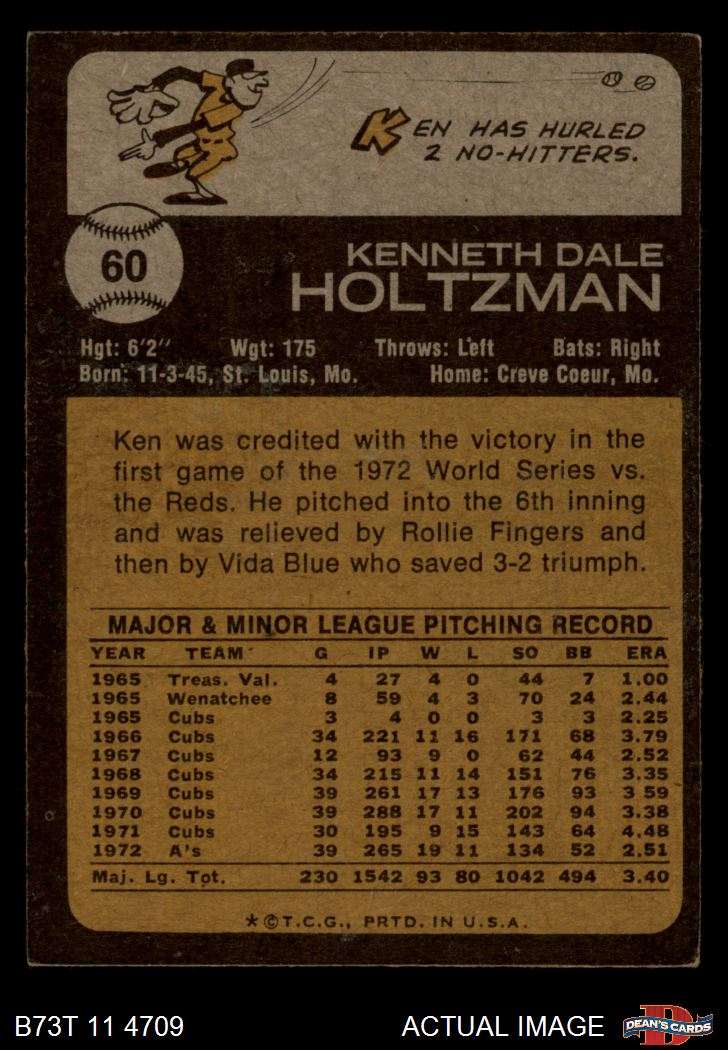 KEN HAS HURLED
2 NO-HITTERS.
60
KENNETH DALE
HOLTZMAN
Hgt: 6'2" Wgt: 175 Throws: Left Bats: Right
Born: 11-3-45, St. Louis, Mo. Home: Creve Coeur, Mo.
Ken was credited with the victory in the
first game of the 1972 World Series vs.
the Reds. He pitched into the 6th inning
and was relieved by Rollie Fingers and
then by Vida Blue who saved 3-2 triumph.
MAJOR & MINOR LEAGUE PITCHING RECORD
YEAR TEAM G IP W L SO BB ERA
1965 Treas. Val. 4 27 4 0 44 7 1.00
1965 Wenatchee 8 59 4 3 70 24 2.44
1965 Cubs 3 4 0 0 3 3 2.25
1966 Cubs 34 221 11 16 171 68 3.79
1967 Cubs 12 93 9 0 62 44 2.52
1968 Cubs 34 215 11 14 151 76 3.35
1969 Cubs 39 261 17 13 176 93 3 59
1970 Cubs 39 288 17 11 202 94 3.38
1971 Cubs 30 195 9 15 143 64 4.48
1972 A's 39 265 19 11 134 52 2.51
Maj. Lg. Tot. 230 1542 93 80 1042 494 3.40
*©T.C.G., PRTD. IN U.S.A.
B73T 11 4709 ACTUAL IMAGE D DEAN'S CARDS